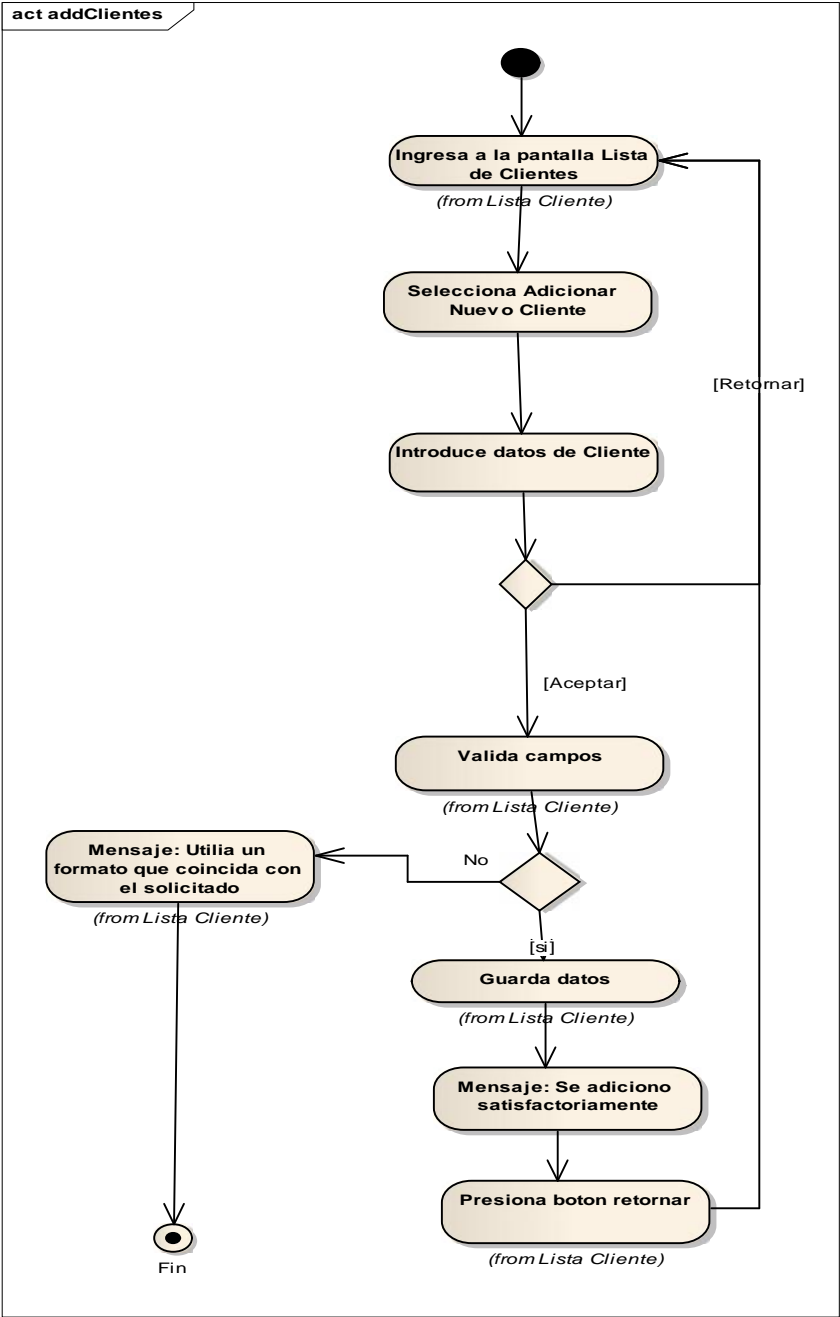 act addClientes
Ingresa a la pantalla Lista
de Clientes
(from Lista Cliente)
Selecciona Adicionar
Nuevo Cliente
[Retornar]
Introduce datos de Cliente
[Aceptar]
Valida campos
(from Lista Cliente)
No
Mensaje: Utilia un
formato que coincida con
el solicitado
(from Lista Cliente)
[si]
Guarda datos
(from Lista Cliente)
Mensaje: Se adiciono
satisfactoriamente
Presiona boton retornar
(from Lista Cliente)
Fin